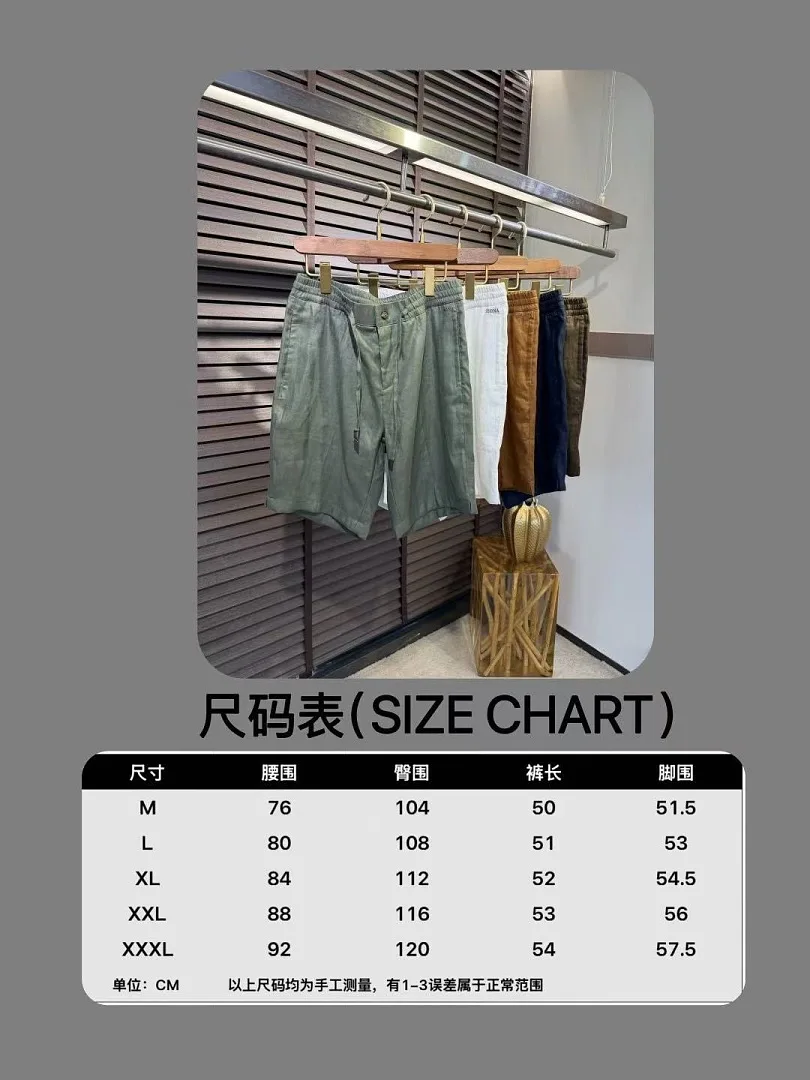 尺码表(SIZE CHART)
尺寸 腰围 臀围 裤长 脚围
M 76 104 50 51.5
L 80 108 51 53
XL 84 112 52 54.5
XXL 88 116 53 56
XXXL 92 120 54 57.5
单位：CM 以上尺码均为手工测量，有1-3误差属于正常范围